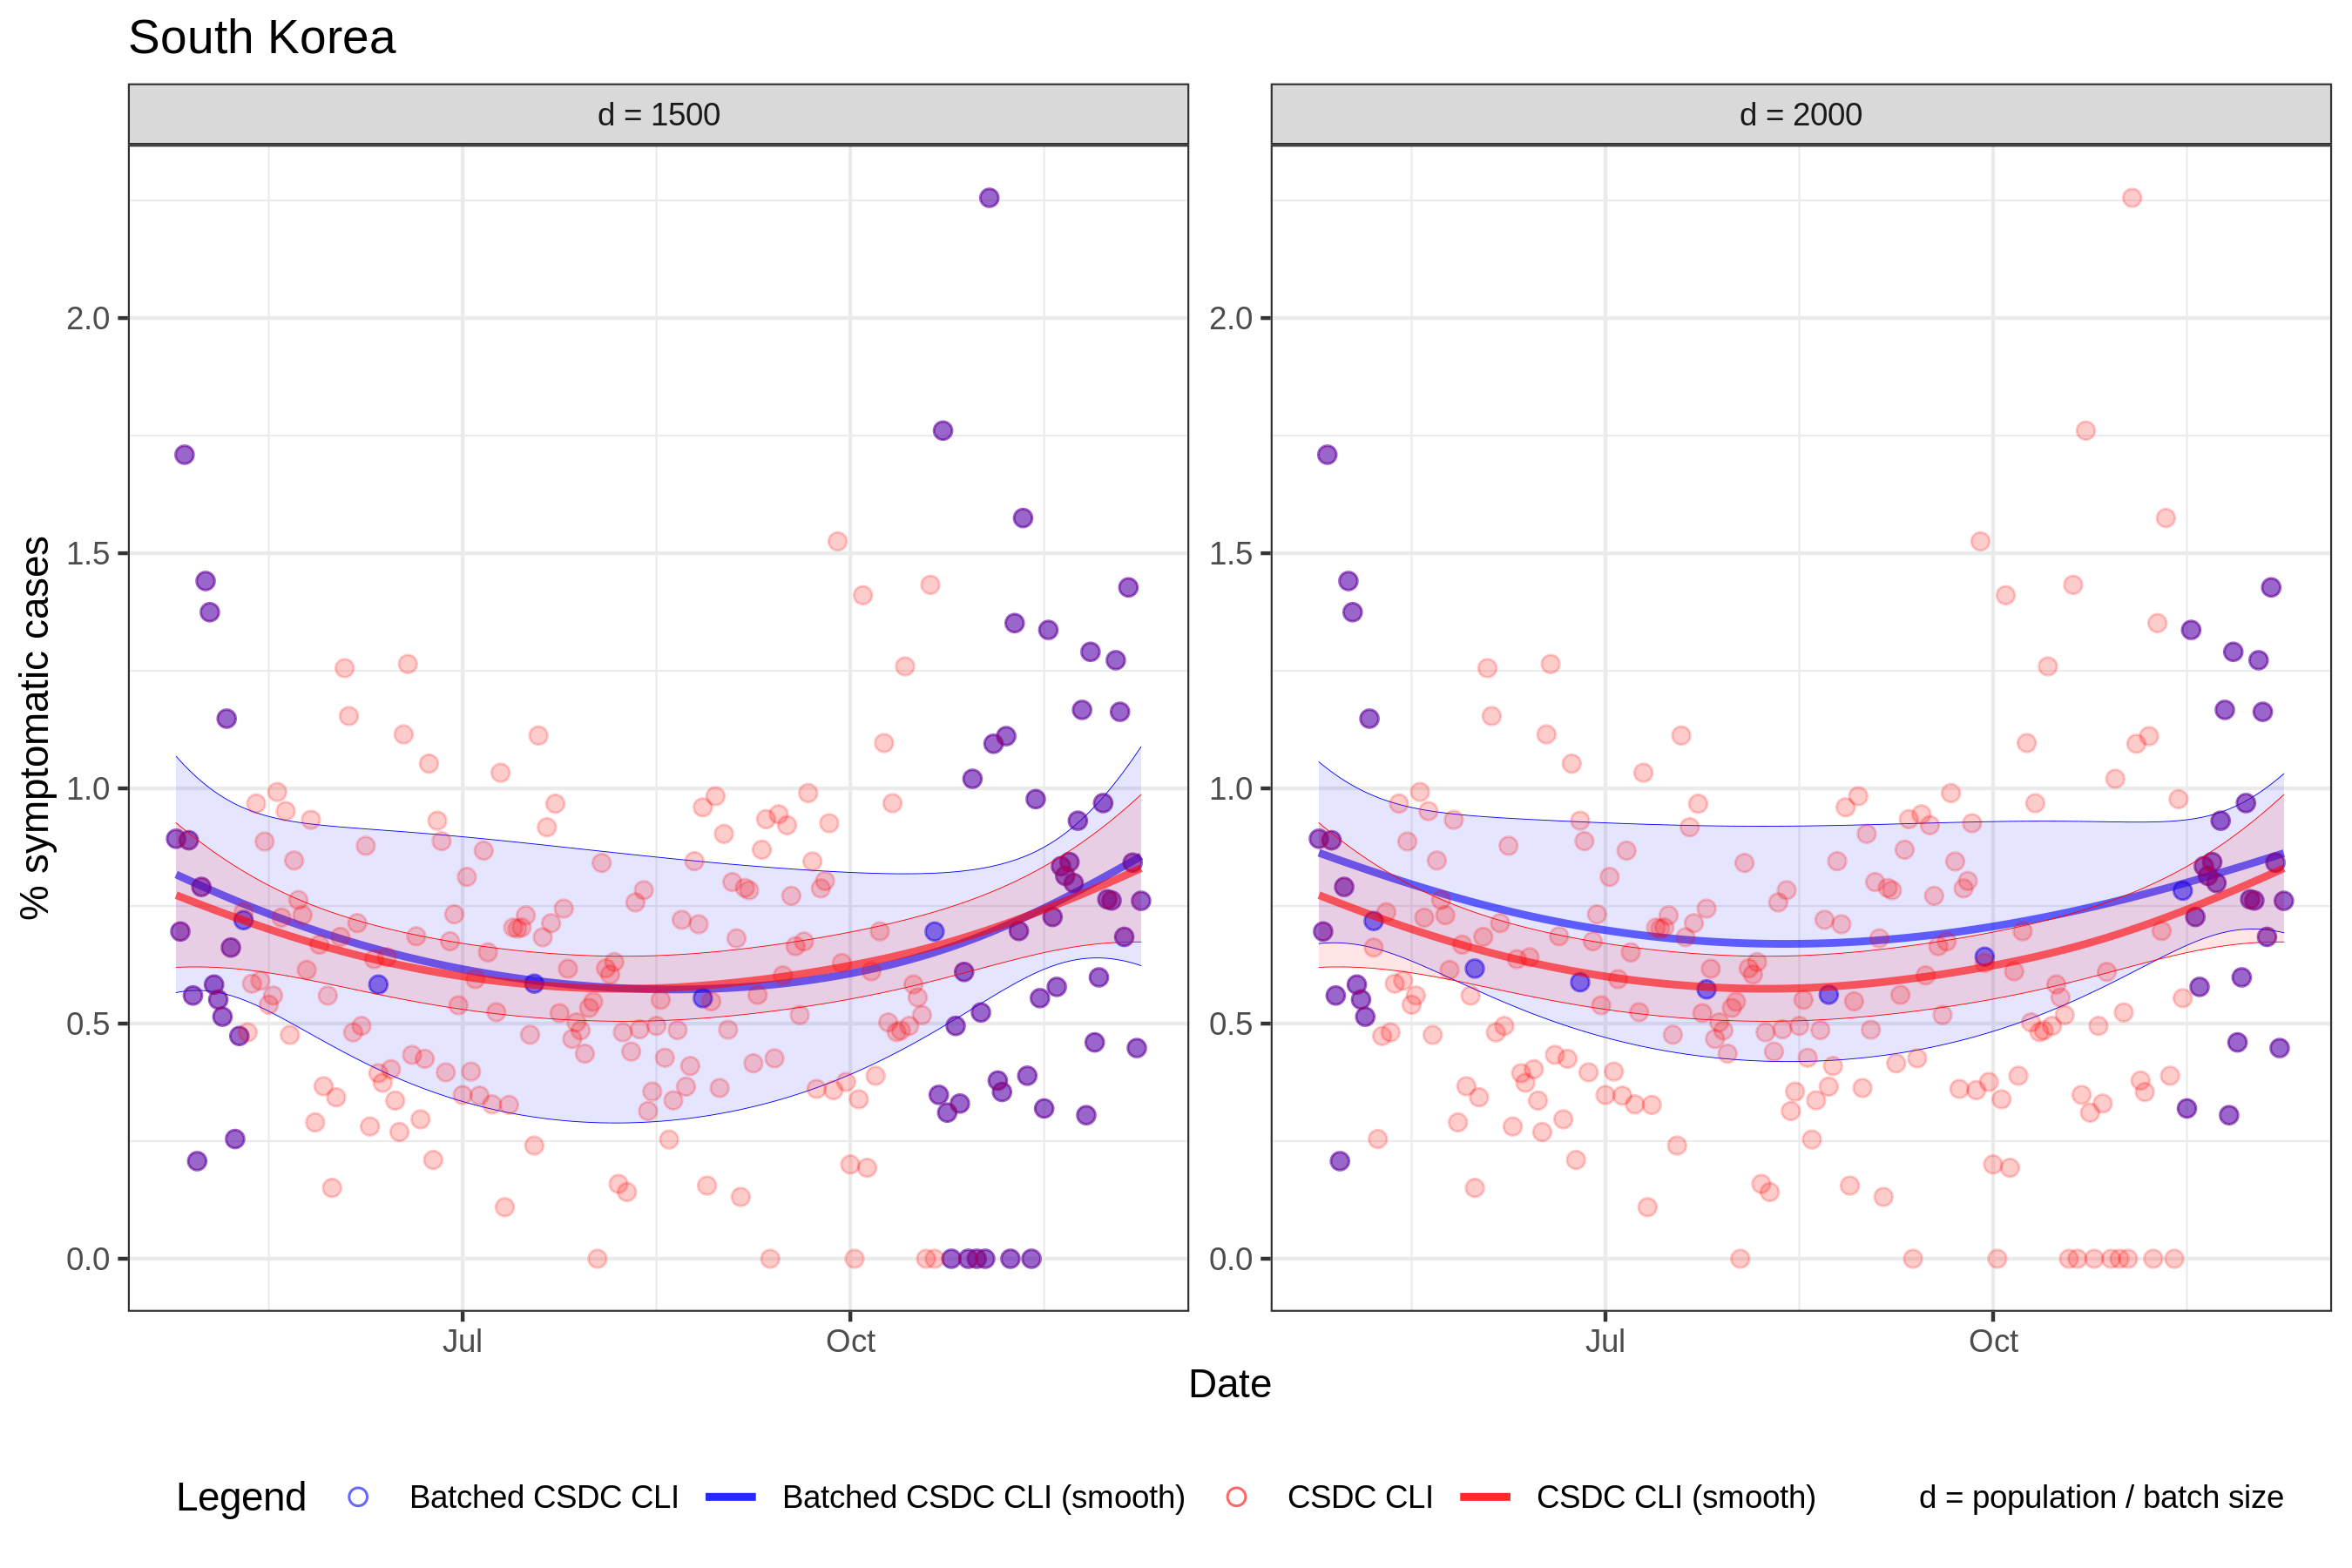 South Korea
d = 1500
d = 2000
% symptomatic cases
2.0
1.5
1.0
0.5
0.0
2.0
1.5
1.0
0.5
0.0
Jul
Oct
Jul
Oct
Date
Legend
Batched CSDC CLI
Batched CSDC CLI (smooth)
CSDC CLI
CSDC CLI (smooth)
d = population / batch size